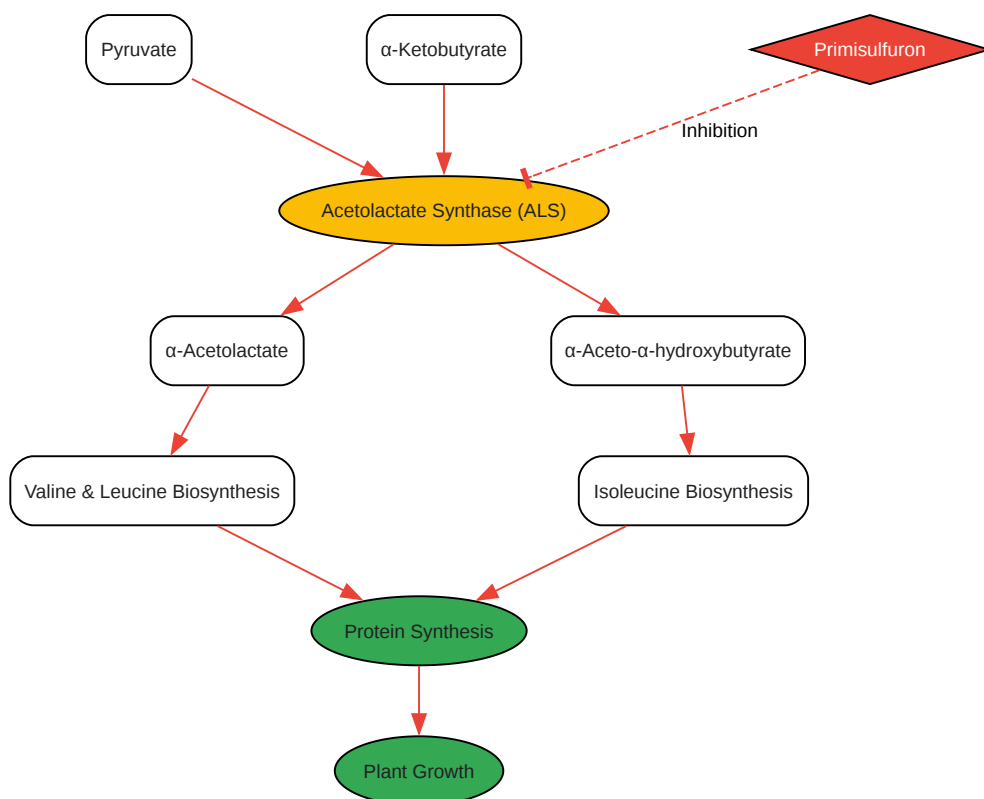 Pyruvate
α-Ketobutyrate
Primisulfuron
Inhibition
Acetolactate Synthase (ALS)
α-Acetolactate
α-Aceto-α-hydroxybutyrate
Valine & Leucine Biosynthesis
Isoleucine Biosynthesis
Protein Synthesis
Plant Growth